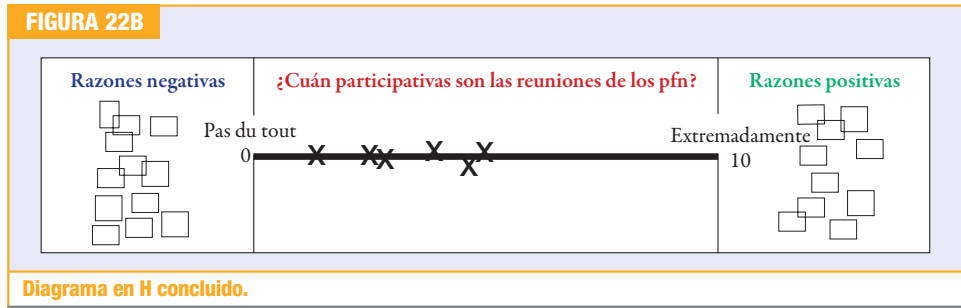 FIGURA 22B
Razones negativas
¿Cuán participativas son las reuniones de los pfn?
Razones positivas
Pas du tout
Extremadamente
0
X X X X X X
10
Diagrama en H concluido.